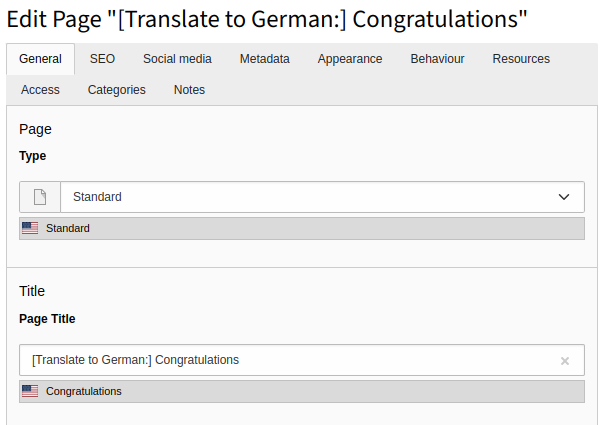 Edit Page "[Translate to German:] Congratulations"
General SEO Social media Metadata Appearance Behaviour Resources
Access Categories Notes
Page
Type
Standard
Standard
Title
Page Title
[Translate to German:] Congratulations
Congratulations